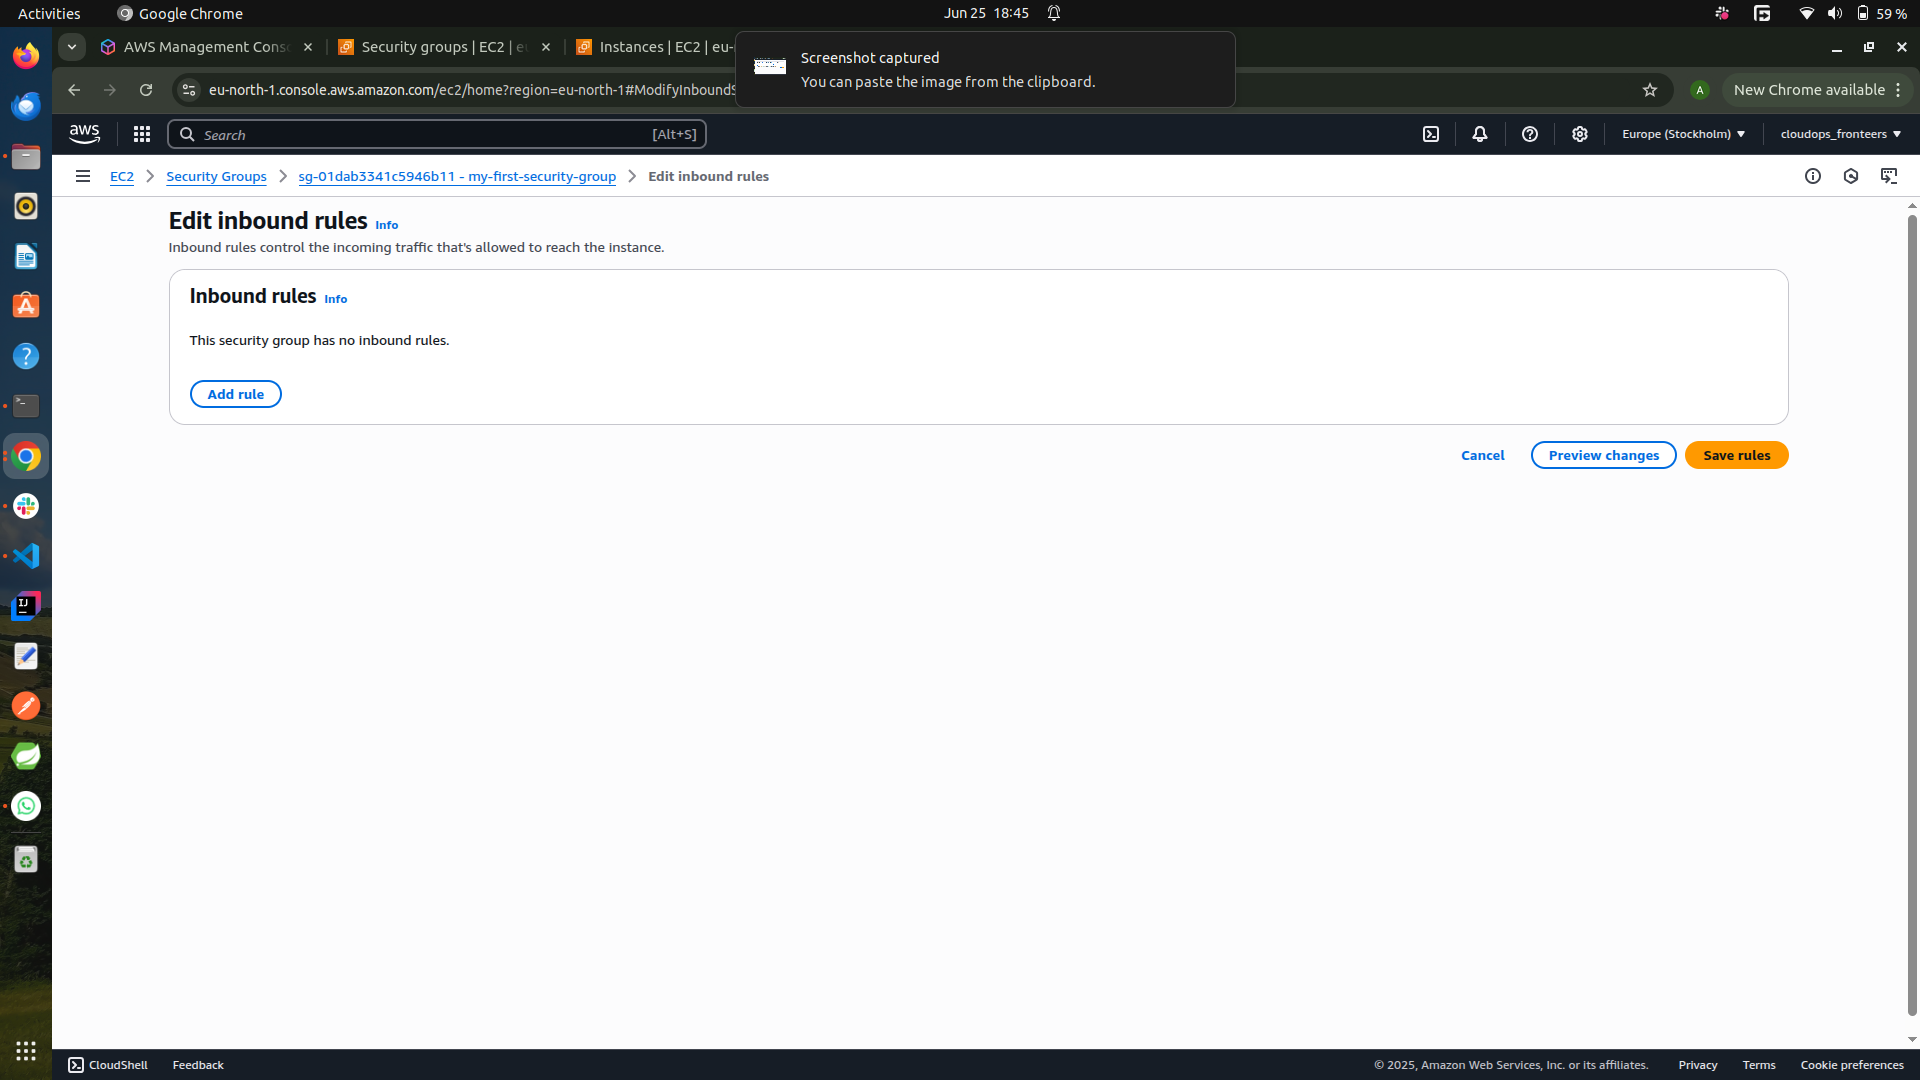 Activities
Google Chrome
Jun 25 18:45
59 %
AWS Management Cons
Security groups | EC2 | e
Instances | EC2 | eu-
Screenshot captured
You can paste the image from the clipboard.
eu-north-1.console.aws.amazon.com/ec2/home?region=eu-north-1#ModifyInboundS
A
New Chrome available
aws
Search
[Alt+S]
Europe (Stockholm)
cloudops_fronteers
EC2
Security Groups
sg-01dab3341c5946b11 - my-first-security-group
Edit inbound rules
Edit inbound rules Info
Inbound rules control the incoming traffic that's allowed to reach the instance.
Inbound rules Info
This security group has no inbound rules.
Add rule
Cancel
Preview changes
Save rules
CloudShell
Feedback
© 2025, Amazon Web Services, Inc. or its affiliates.
Privacy
Terms
Cookie preferences